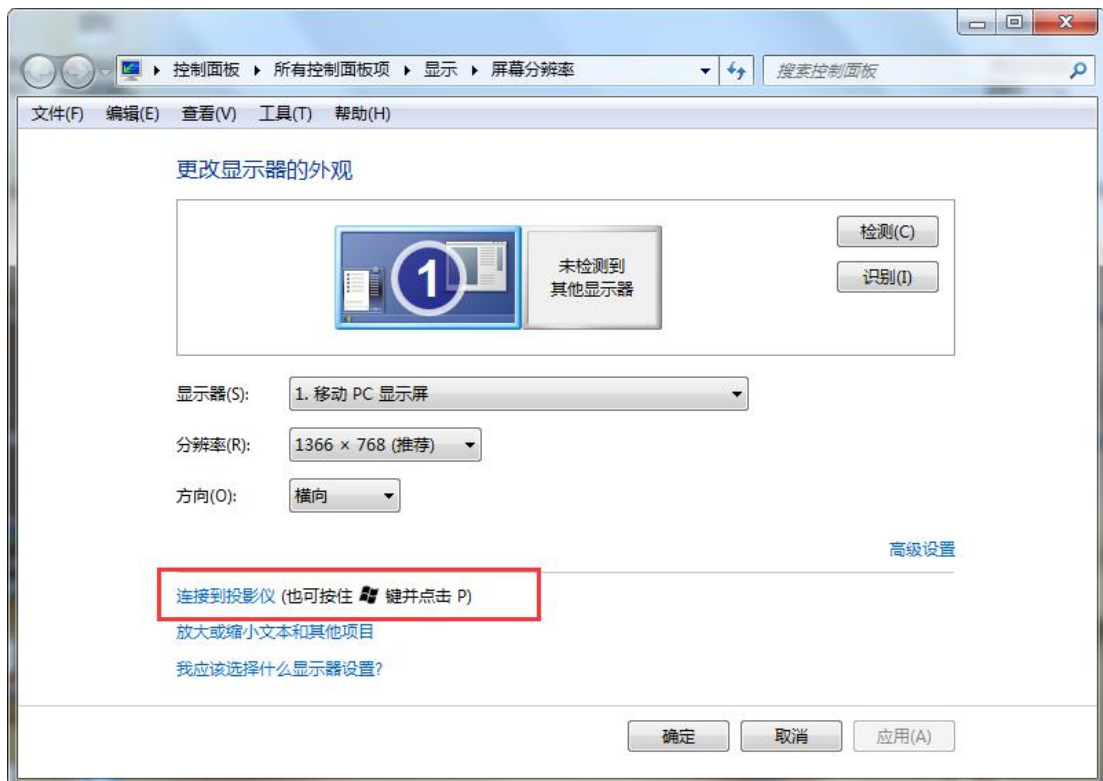 控制面板 ▸ 所有控制面板项 ▸ 显示 ▸ 屏幕分辨率
搜索控制面板
文件(F) 编辑(E) 查看(V) 工具(T) 帮助(H)
更改显示器的外观
1
未检测到
其他显示器
检测(C)
识别(I)
显示器(S): 1. 移动 PC 显示屏
分辨率(R): 1366 × 768 (推荐)
方向(O): 横向
高级设置
连接到投影仪 (也可按住 键并点击 P)
放大或缩小文本和其他项目
我应该选择什么显示器设置?
确定 取消 应用(A)